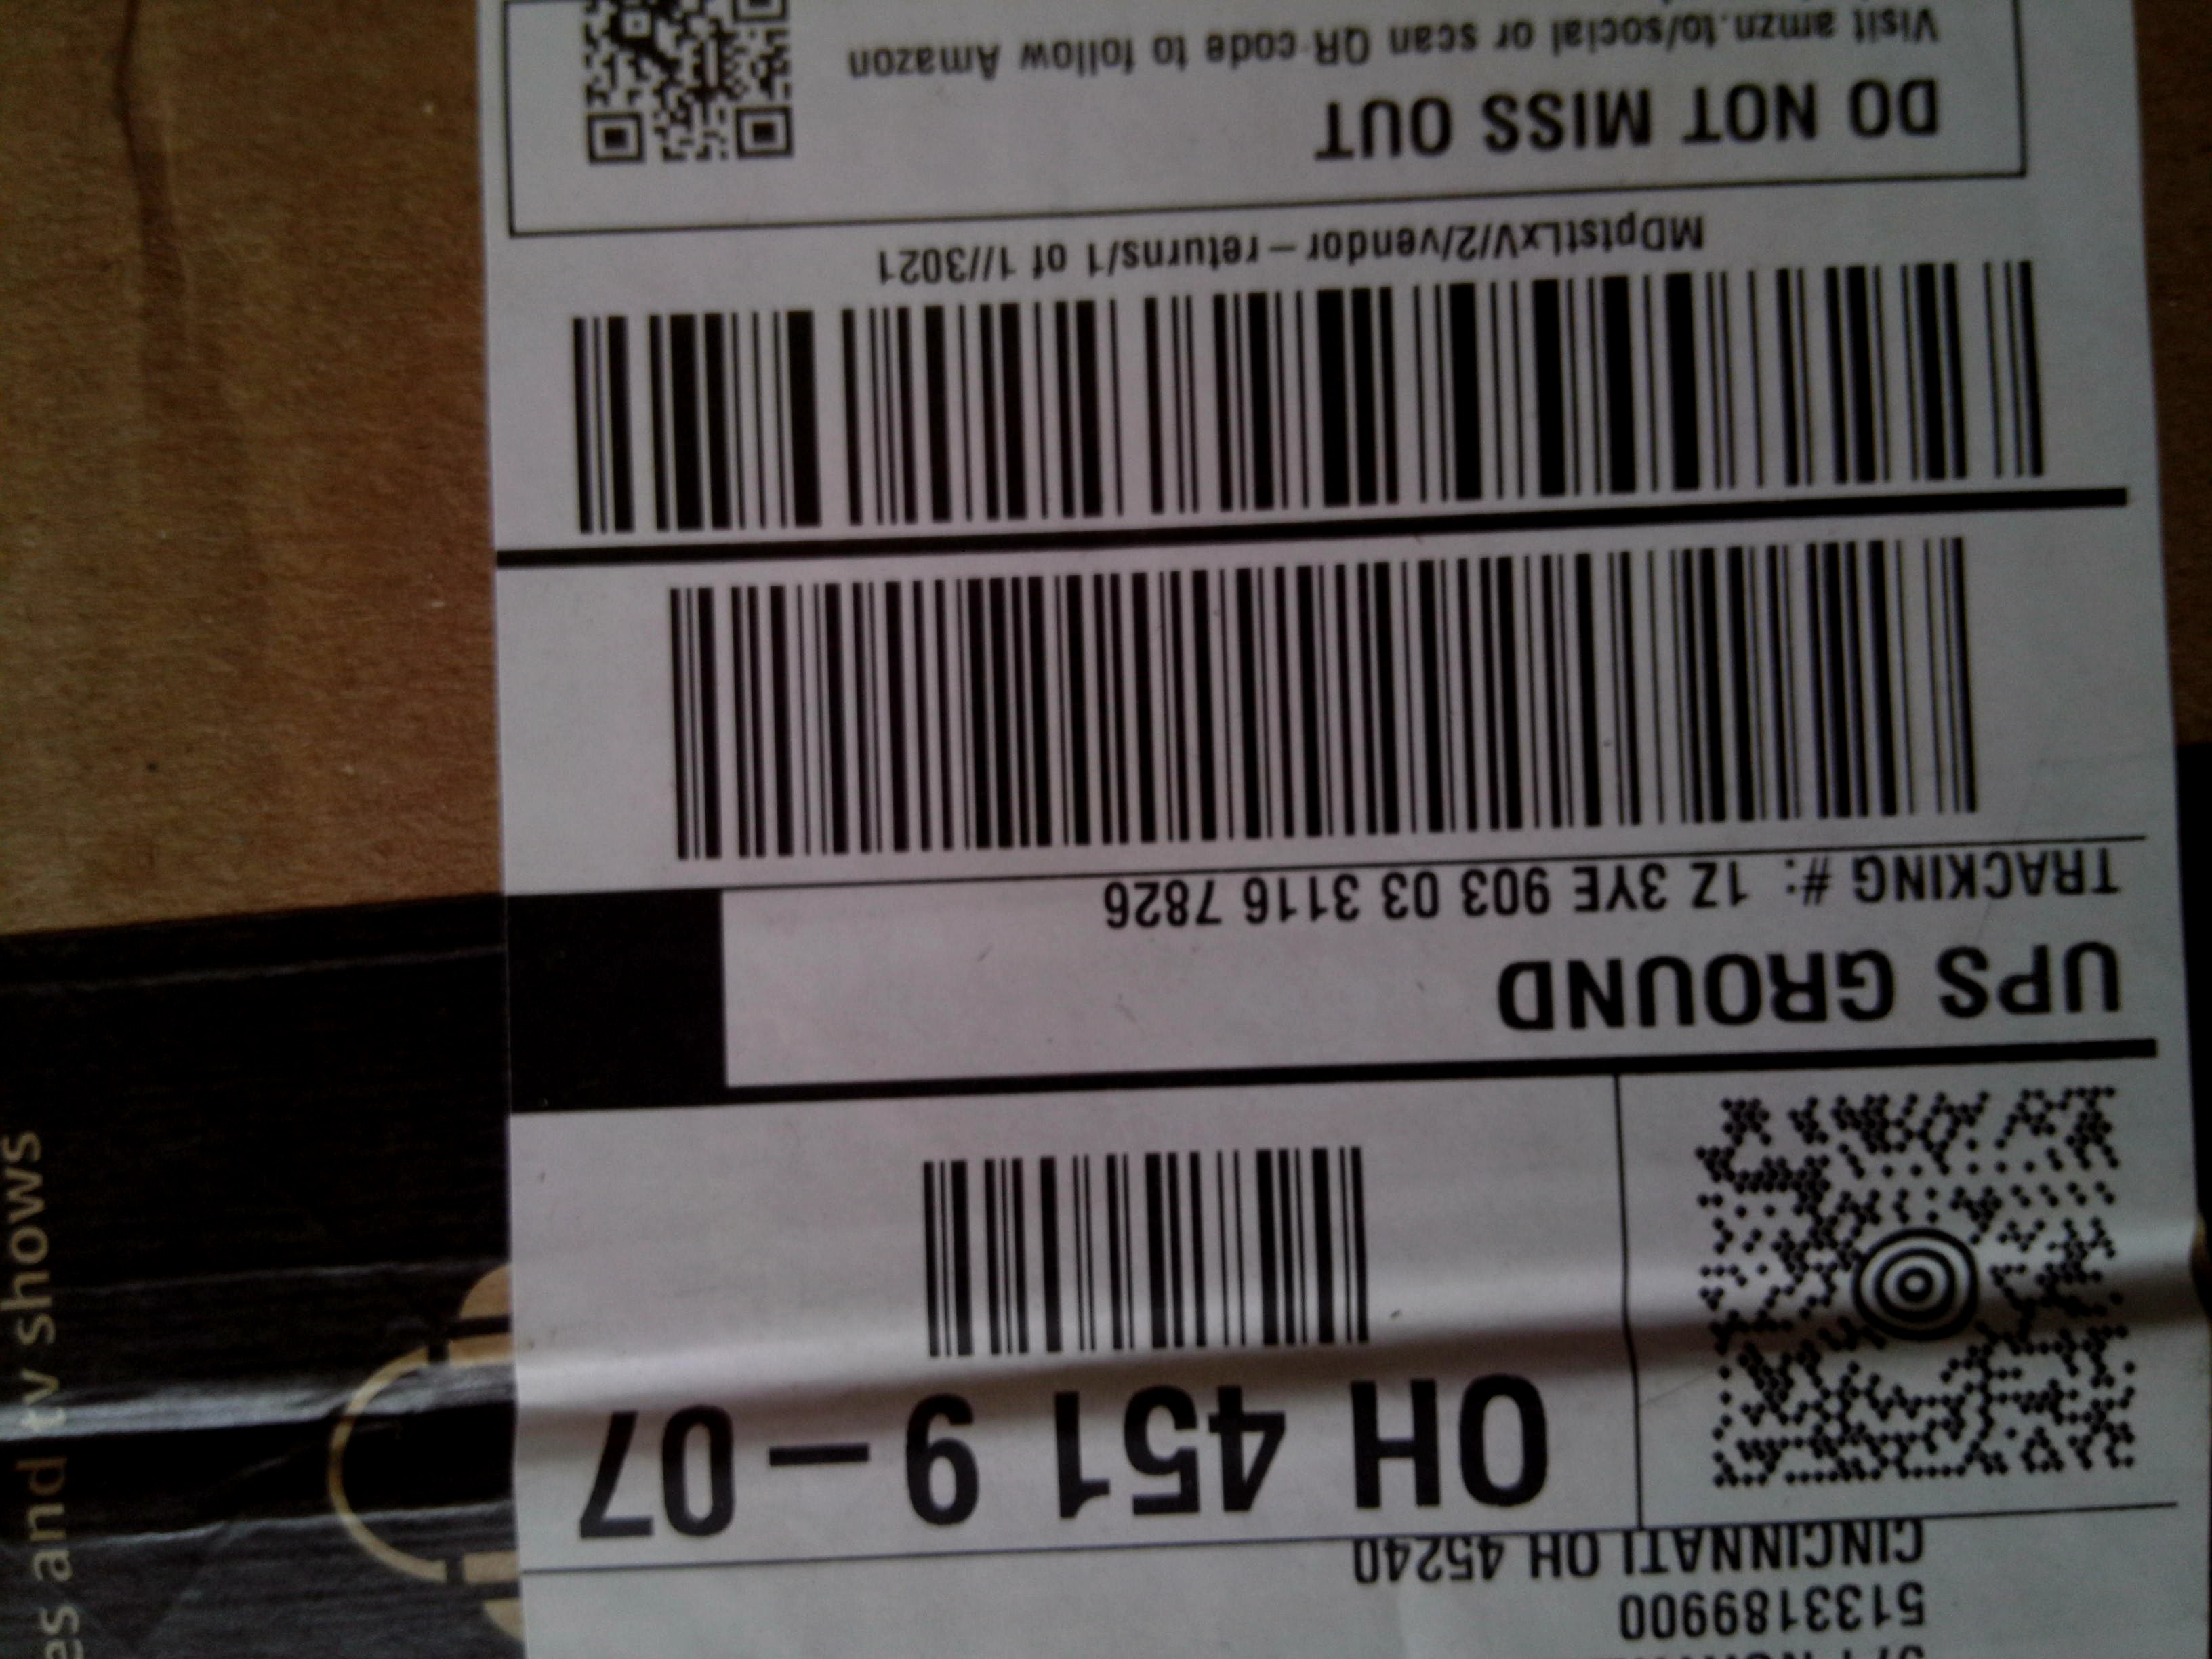 5133189900
CINCINNATI OH 45240
OH 451 9-07
UPS GROUND
TRACKING #: 1Z 3YE 903 03 3116 7826
MDptstLxV//2/vendor-returns/1 of 1//3021
DO NOT MISS OUT
Visit amzn.to/social or scan QR code to follow Amazon
es and tv shows